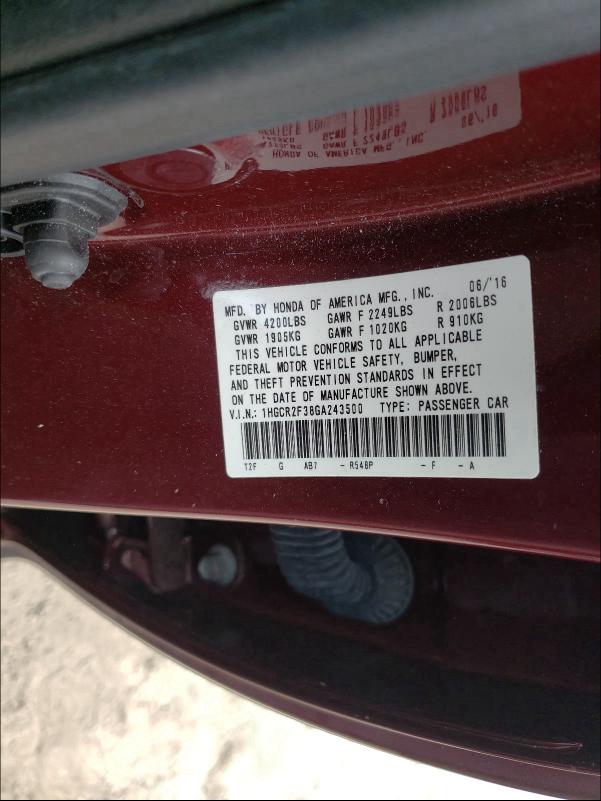 MFD. BY HONDA OF AMERICA MFG., INC. 06/'16
GVWR 4200LBS GAWR F 2249LBS R 2006LBS
GVWR 1905KG GAWR F 1020KG R 910KG
THIS VEHICLE CONFORMS TO ALL APPLICABLE
FEDERAL MOTOR VEHICLE SAFETY, BUMPER,
AND THEFT PREVENTION STANDARDS IN EFFECT
ON THE DATE OF MANUFACTURE SHOWN ABOVE.
V.I.N.: 1HGCR2F38GA243500 TYPE: PASSENGER CAR
T2F G AB7 - R548P - F - A